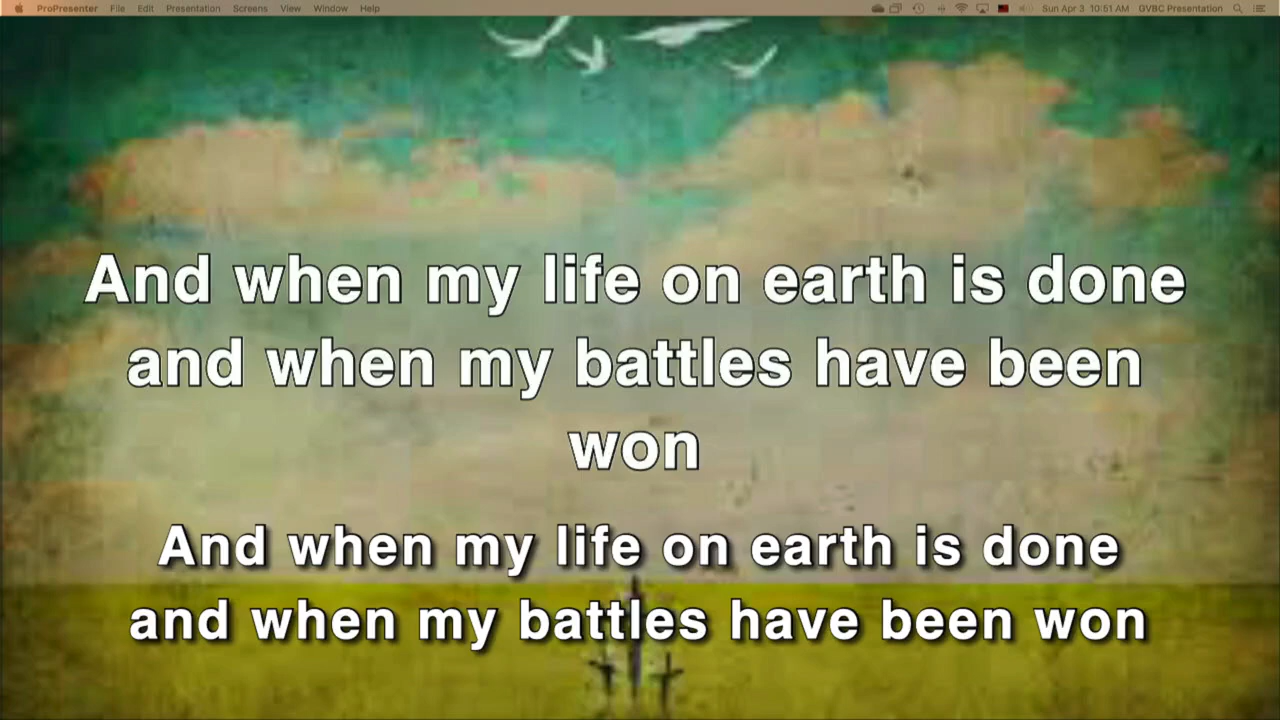 ProPresenter File Edit Presentation Screens View Window Help Sun Apr 3 10:51 AM GVBC Presentation
And when my life on earth is done
and when my battles have been
won
And when my life on earth is done
and when my battles have been won